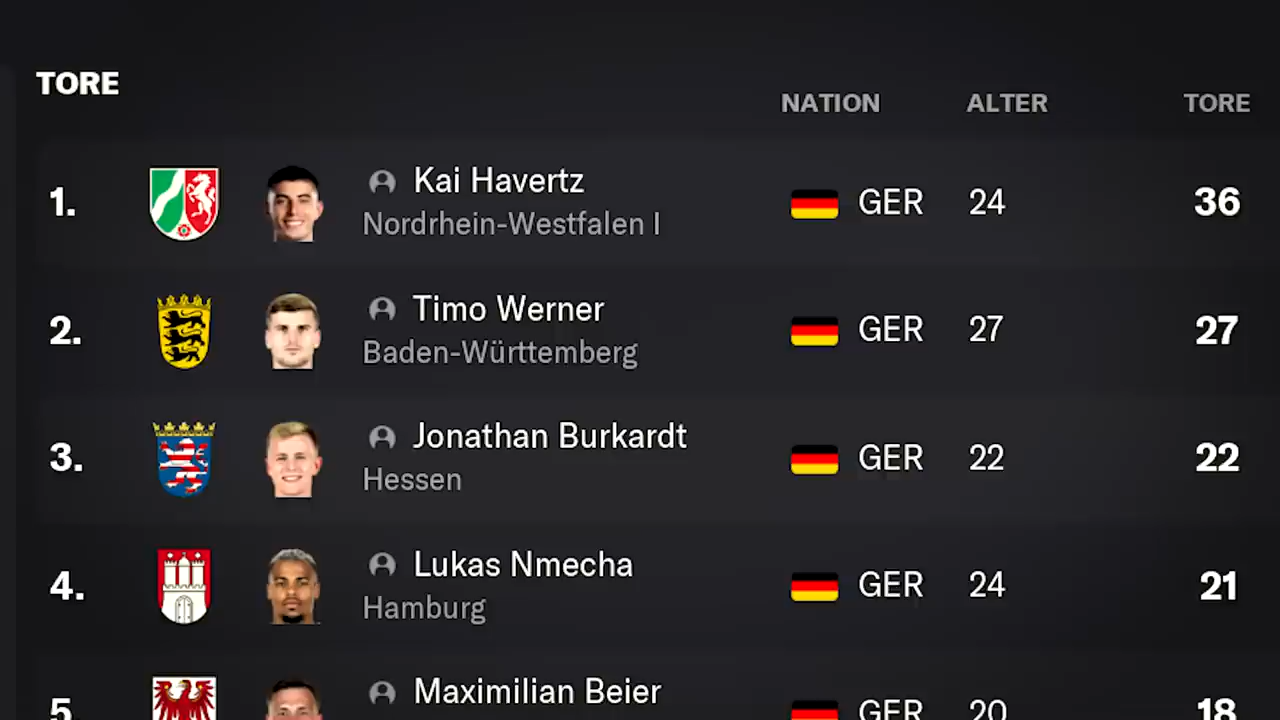 TORE
NATION ALTER TORE
1. Kai Havertz GER 24 36
Nordrhein-Westfalen I
2. Timo Werner GER 27 27
Baden-Württemberg
3. Jonathan Burkardt GER 22 22
Hessen
4. Lukas Nmecha GER 24 21
Hamburg
5. Maximilian Beier GER 20 18